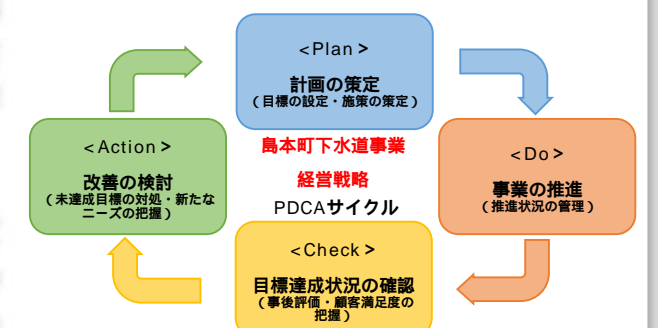 <Plan>
計画の策定
(目標の設定・施策の策定)
<Action>
改善の検討
(未達成目標の対処・新たな
ニーズの把握)
島本町下水道事業
経営戦略
PDCAサイクル
<Do>
事業の推進
(推進状況の管理)
<Check>
目標達成状況の確認
(事後評価・顧客満足度の
把握)